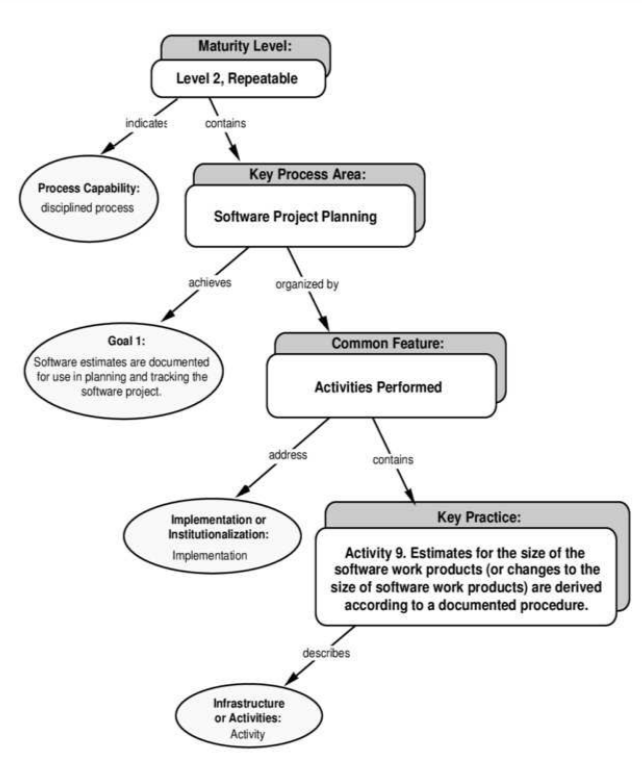 Maturity Level:
Level 2, Repeatable
indicates
contains
Process Capability:
disciplined process
Key Process Area:
Software Project Planning
achieves
organized by
Goal 1:
Software estimates are documented
for use in planning and tracking the
software project.
Common Feature:
Activities Performed
address
contains
Implementation or
Institutionalization:
Implementation
Key Practice:
Activity 9. Estimates for the size of the
software work products (or changes to the
size of software work products) are derived
according to a documented procedure.
describes
Infrastructure
or Activities:
Activity